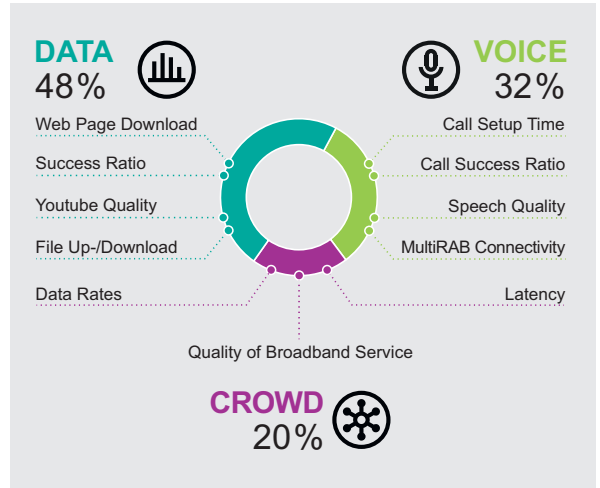 DATA
48%
VOICE
32%
Web Page Download
Success Ratio
Youtube Quality
File Up-/Download
Data Rates
Call Setup Time
Call Success Ratio
Speech Quality
MultiRAB Connectivity
Latency
Quality of Broadband Service
CROWD
20%